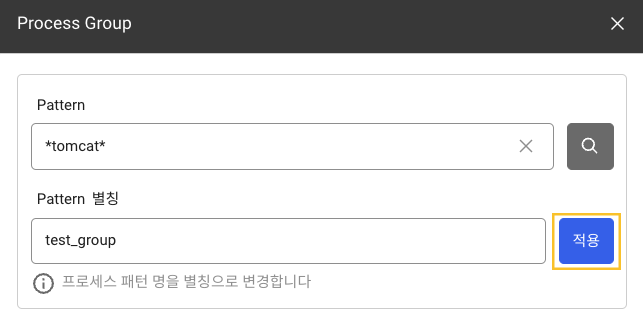 Process Group
Pattern
*tomcat*
Pattern 별칭
test_group
적용
프로세스 패턴 명을 별칭으로 변경합니다